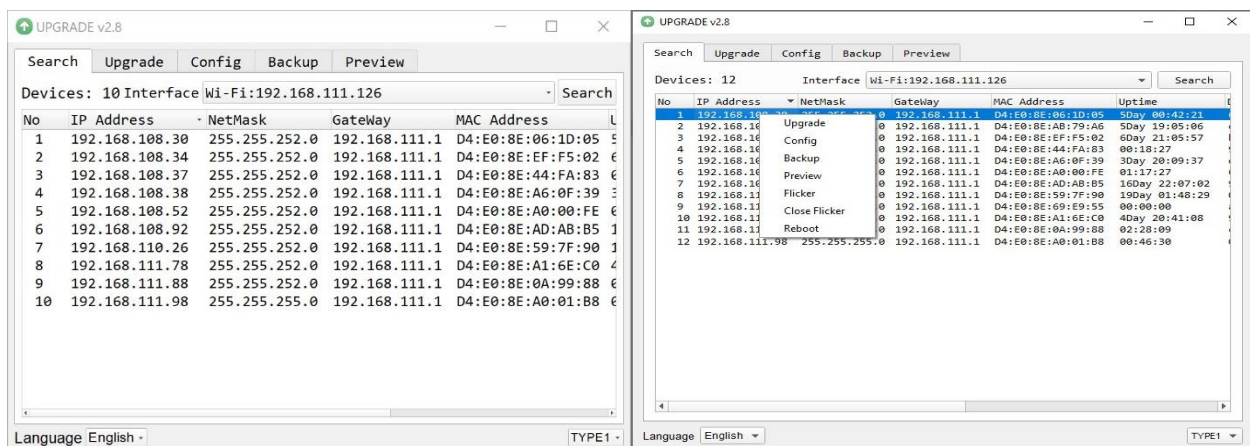 UPGRADE v2.8
Search Upgrade Config Backup Preview
Devices: 10 Interface Wi-Fi:192.168.111.126 Search
No IP Address NetMask GateWay MAC Address
1 192.168.108.30 255.255.252.0 192.168.111.1 D4:E0:8E:06:1D:05
2 192.168.108.34 255.255.252.0 192.168.111.1 D4:E0:8E:EF:F5:02
3 192.168.108.37 255.255.252.0 192.168.111.1 D4:E0:8E:44:FA:83
4 192.168.108.38 255.255.252.0 192.168.111.1 D4:E0:8E:A6:0F:39
5 192.168.108.52 255.255.252.0 192.168.111.1 D4:E0:8E:A0:00:FE
6 192.168.108.92 255.255.252.0 192.168.111.1 D4:E0:8E:AD:AB:B5
7 192.168.110.26 255.255.252.0 192.168.111.1 D4:E0:8E:59:7F:90
8 192.168.111.78 255.255.252.0 192.168.111.1 D4:E0:8E:A1:6E:C0
9 192.168.111.88 255.255.252.0 192.168.111.1 D4:E0:8E:0A:99:88
10 192.168.111.98 255.255.255.0 192.168.111.1 D4:E0:8E:A0:01:B8
Language English TYPE1
UPGRADE v2.8
Search Upgrade Config Backup Preview
Devices: 12 Interface Wi-Fi:192.168.111.126 Search
No IP Address NetMask GateWay MAC Address Uptime
1 192.168.111.1 D4:E0:8E:06:1D:05 5Day 00:42:21
2 192.168.111.1 D4:E0:8E:AB:79:A6 5Day 19:05:06
3 192.168.111.1 D4:E0:8E:EF:F5:02 6Day 21:05:57
4 192.168.111.1 D4:E0:8E:44:FA:83 00:18:27
5 192.168.111.1 D4:E0:8E:A6:0F:39 3Day 20:09:37
6 192.168.111.1 D4:E0:8E:A0:00:FE 01:17:27
7 192.168.111.1 D4:E0:8E:AD:AB:B5 16Day 22:07:02
8 192.168.111.1 D4:E0:8E:59:7F:90 19Day 01:48:29
9 192.168.111.1 D4:E0:8E:69:E9:55 00:00:00
10 192.168.111.1 D4:E0:8E:A1:6E:C0 4Day 20:41:08
11 192.168.111.1 D4:E0:8E:0A:99:88 02:28:09
12 192.168.111.98 255.255.255.0 192.168.111.1 D4:E0:8E:A0:01:B8 00:46:30
Upgrade
Config
Backup
Preview
Flicker
Close Flicker
Reboot
Language English TYPE1